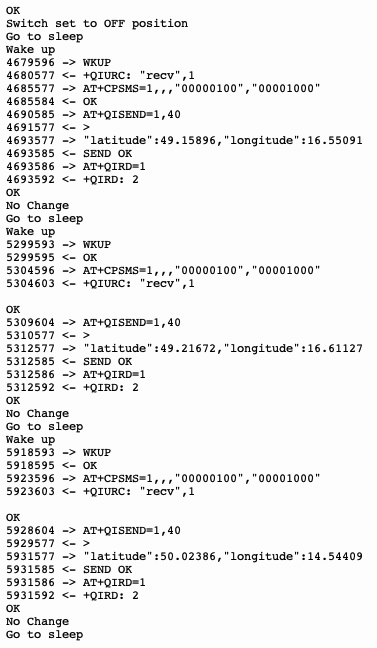 OK
Switch set to OFF position
Go to sleep
Wake up
4679596 -> WKUP
4680577 <- +QIURC: "recv",1
4685577 -> AT+CPSMS=1,,,"00000100","00001000"
4685584 <- OK
4690585 -> AT+QISEND=1,40
4691577 <- >
4693577 -> "latitude":49.15896,"longitude":16.55091
4693585 <- SEND OK
4693586 -> AT+QIRD=1
4693592 <- +QIRD: 2
OK
No Change
Go to sleep
Wake up
5299593 -> WKUP
5299595 <- OK
5304596 -> AT+CPSMS=1,,,"00000100","00001000"
5304603 <- +QIURC: "recv",1

OK
5309604 -> AT+QISEND=1,40
5310577 <- >
5312577 -> "latitude":49.21672,"longitude":16.61127
5312585 <- SEND OK
5312586 -> AT+QIRD=1
5312592 <- +QIRD: 2
OK
No Change
Go to sleep
Wake up
5918593 -> WKUP
5918595 <- OK
5923596 -> AT+CPSMS=1,,,"00000100","00001000"
5923603 <- +QIURC: "recv",1

OK
5928604 -> AT+QISEND=1,40
5929577 <- >
5931577 -> "latitude":50.02386,"longitude":14.54409
5931585 <- SEND OK
5931586 -> AT+QIRD=1
5931592 <- +QIRD: 2
OK
No Change
Go to sleep